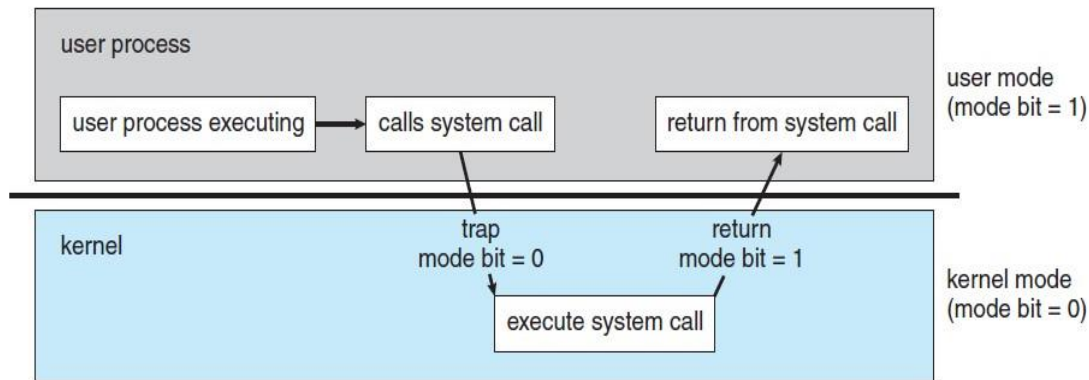 user process
user process executing
calls system call
return from system call
user mode
(mode bit = 1)
kernel
trap
mode bit = 0
return
mode bit = 1
execute system call
kernel mode
(mode bit = 0)